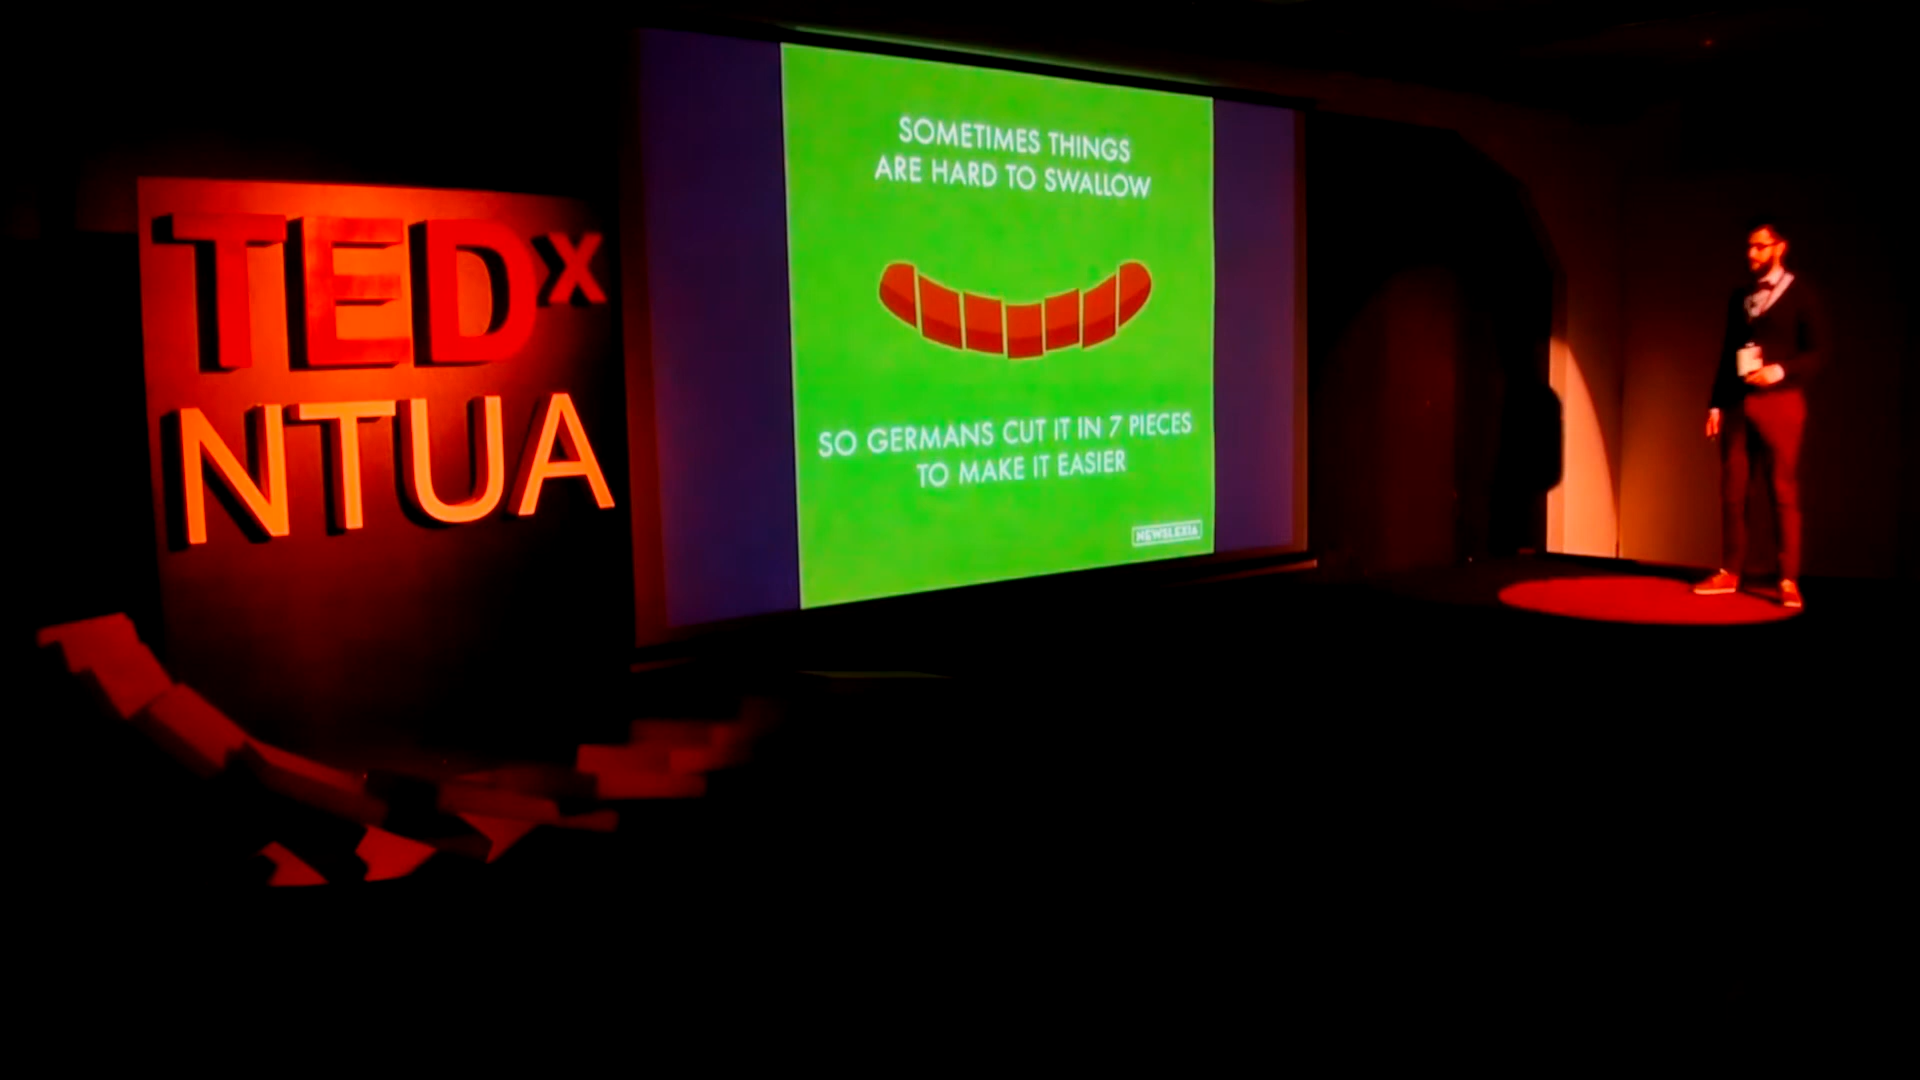 TEDx
NTUA
SOMETIMES THINGS
ARE HARD TO SWALLOW
SO GERMANS CUT IT IN 7 PIECES
TO MAKE IT EASIER
NEWSLEXIA